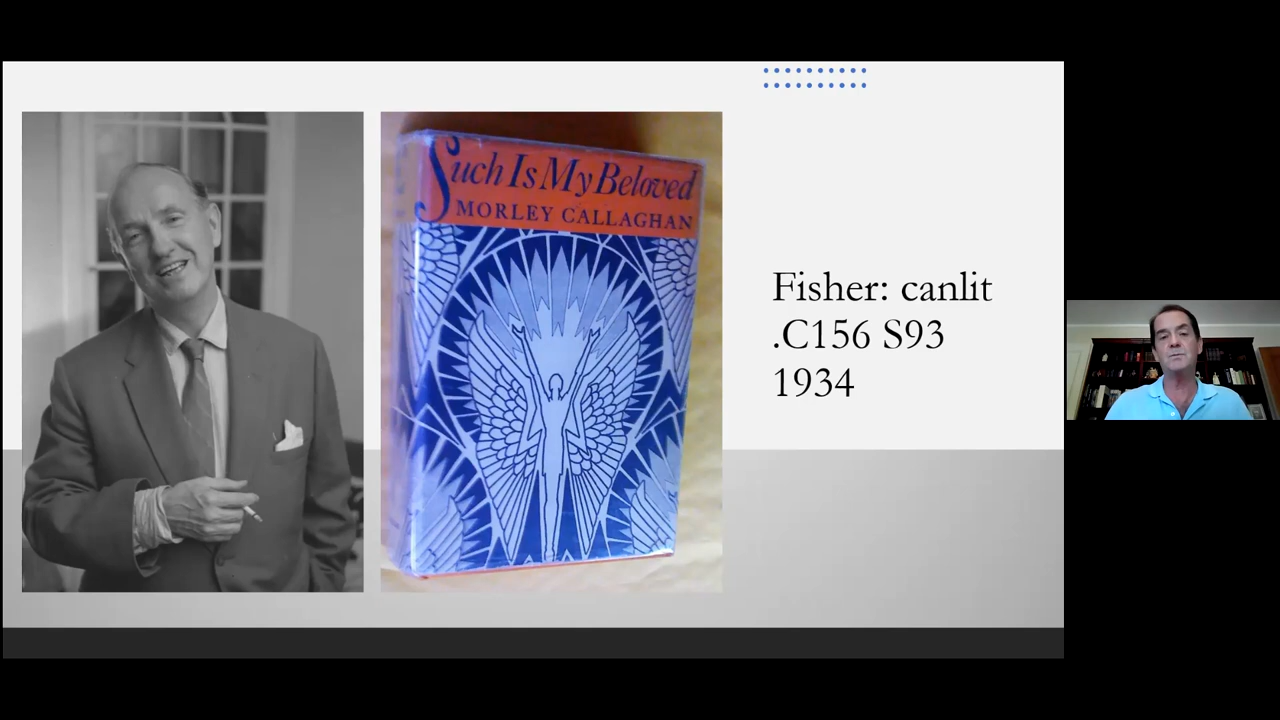 Such Is My Beloved
MORLEY CALLAGHAN
Fisher: canlit
.C156 S93
1934